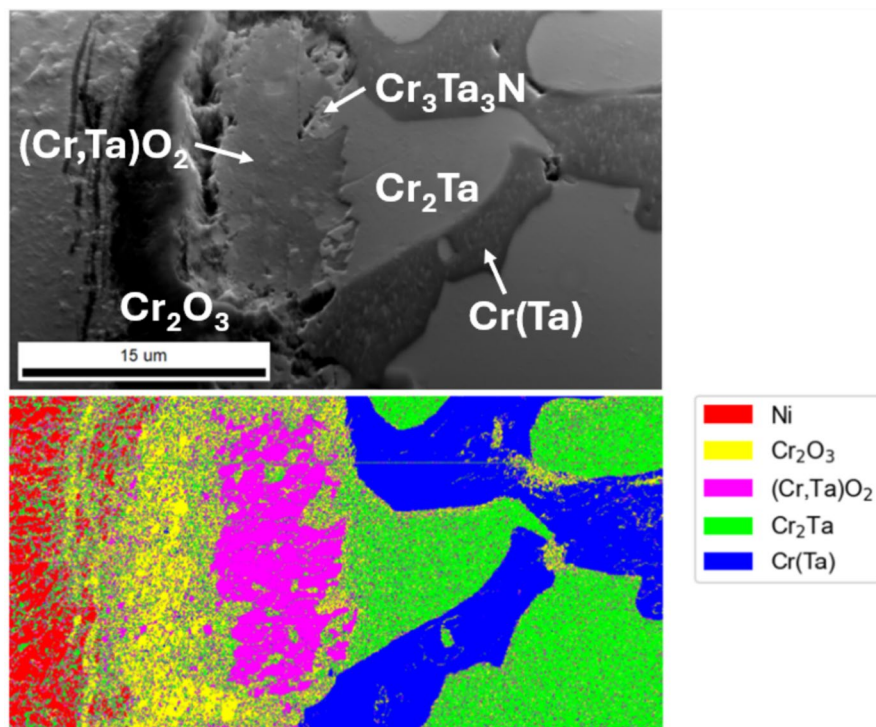 Cr₃Ta₃N
(Cr,Ta)O₂
Cr₂Ta
Cr₂O₃
Cr(Ta)
15 um
Ni
Cr₂O₃
(Cr,Ta)O₂
Cr₂Ta
Cr(Ta)